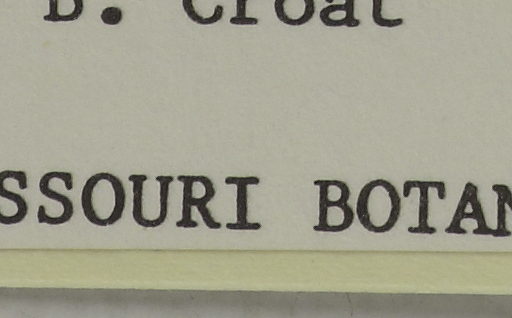 B. Croat
SSOURI BOTAN